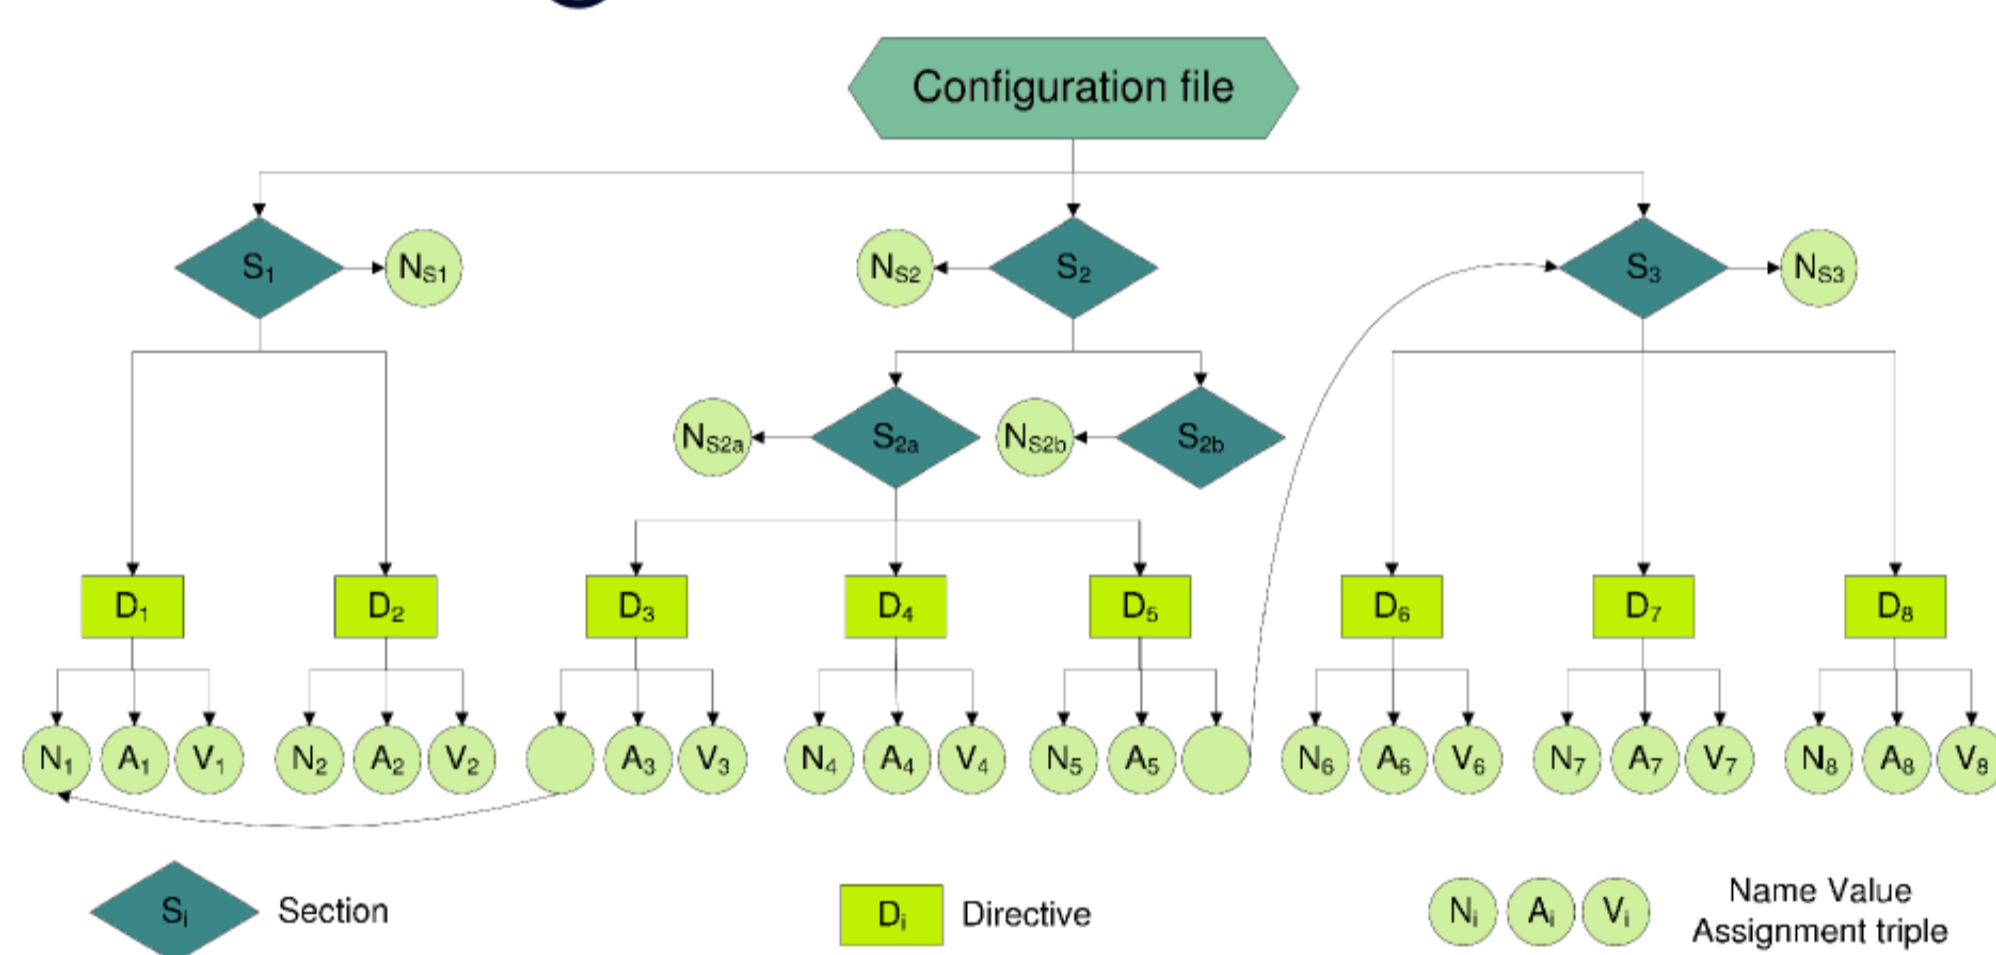 Configuration file
S1 NS1 NS2 S2 S3 NS3
NS2a S2a NS2b S2b
D1 D2 D3 D4 D5 D6 D7 D8
N1 A1 V1 N2 A2 V2 A3 V3 N4 A4 V4 N5 A5 N6 A6 V6 N7 A7 V7 N8 A8 V8
Si Section Di Directive Ni Ai Vi Name Value
Assignment triple